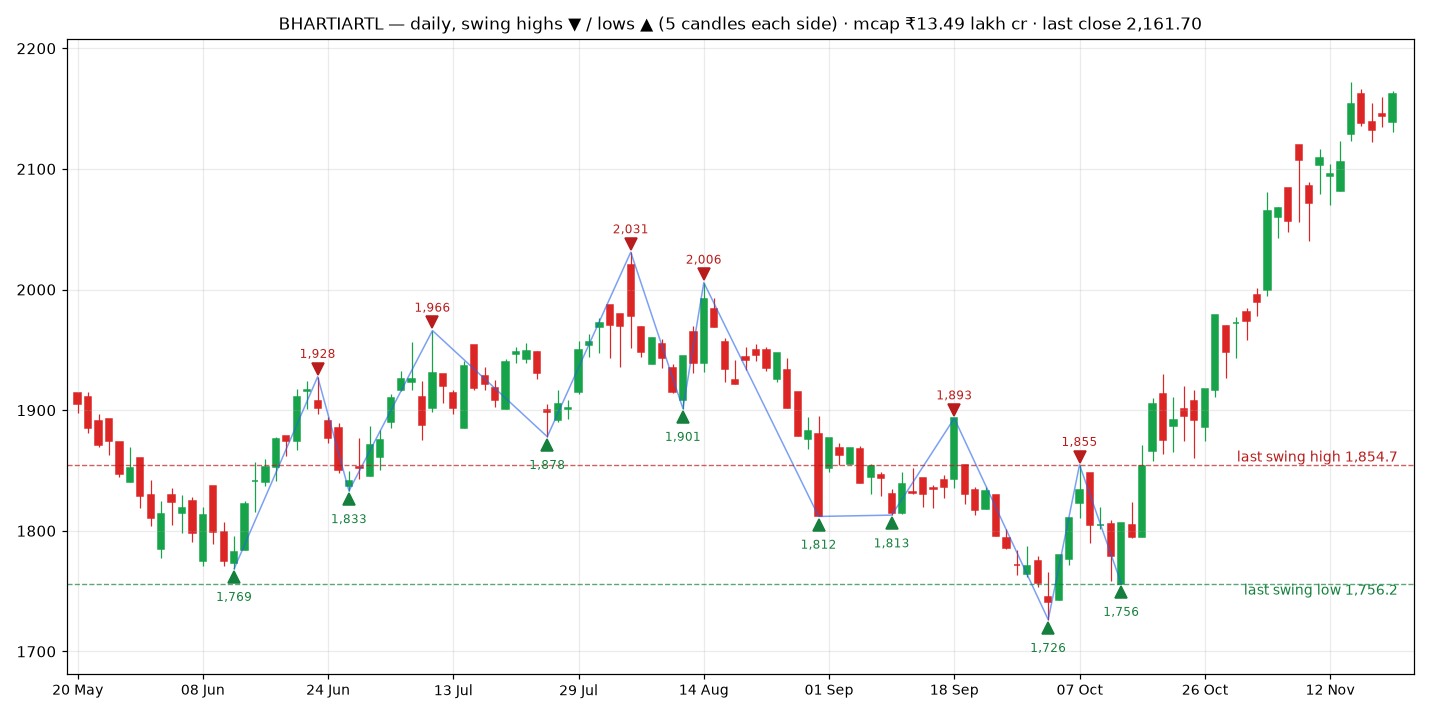 BHARTIARTL — daily, swing highs ▼ / lows ▲ (5 candles each side) · mcap ₹13.49 lakh cr · last close 2,161.70
2200
2100
2000
1900
1800
1700
2,031
2,006
1,966
1,928
1,893
1,901
1,878
1,855
last swing high 1,854.7
1,833
1,812
1,813
last swing low 1,756.2
1,769
1,756
1,726
20 May
08 Jun
24 Jun
13 Jul
29 Jul
14 Aug
01 Sep
18 Sep
07 Oct
26 Oct
12 Nov